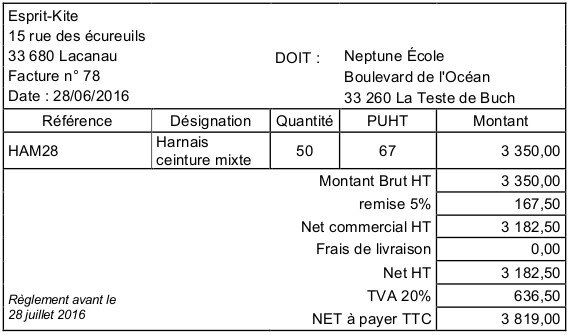 Esprit-Kite
15 rue des écureuils
33 680 Lacanau
DOIT :
Neptune École
Facture n° 78
Boulevard de l'Océan
Date : 28/06/2016
33 260 La Teste de Buch
Référence Désignation Quantité PUHT Montant
HAM28 Harnais ceinture mixte 50 67 3 350,00
Montant Brut HT 3 350,00
remise 5% 167,50
Net commercial HT 3 182,50
Frais de livraison 0,00
Net HT 3 182,50
Règlement avant le
TVA 20% 636,50
28 juillet 2016
NET à payer TTC 3 819,00